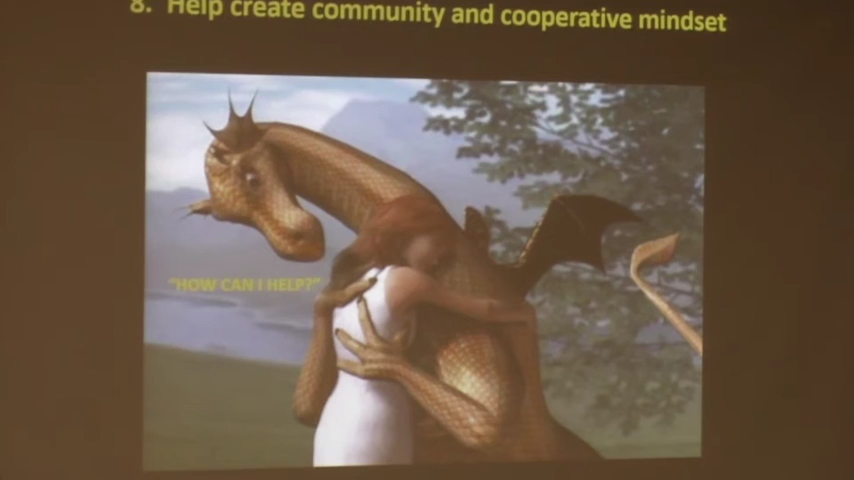 8. Help create community and cooperative mindset
"HOW CAN I HELP?"